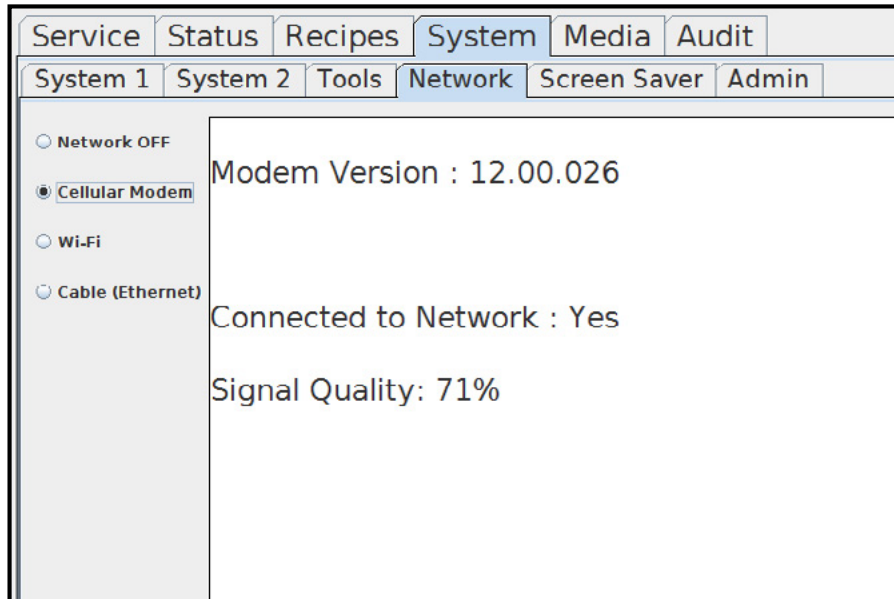 Service Status Recipes System Media Audit
System 1 System 2 Tools Network Screen Saver Admin
Network OFF
Cellular Modem
Wi-Fi
Cable (Ethernet)
Modem Version : 12.00.026
Connected to Network : Yes
Signal Quality: 71%